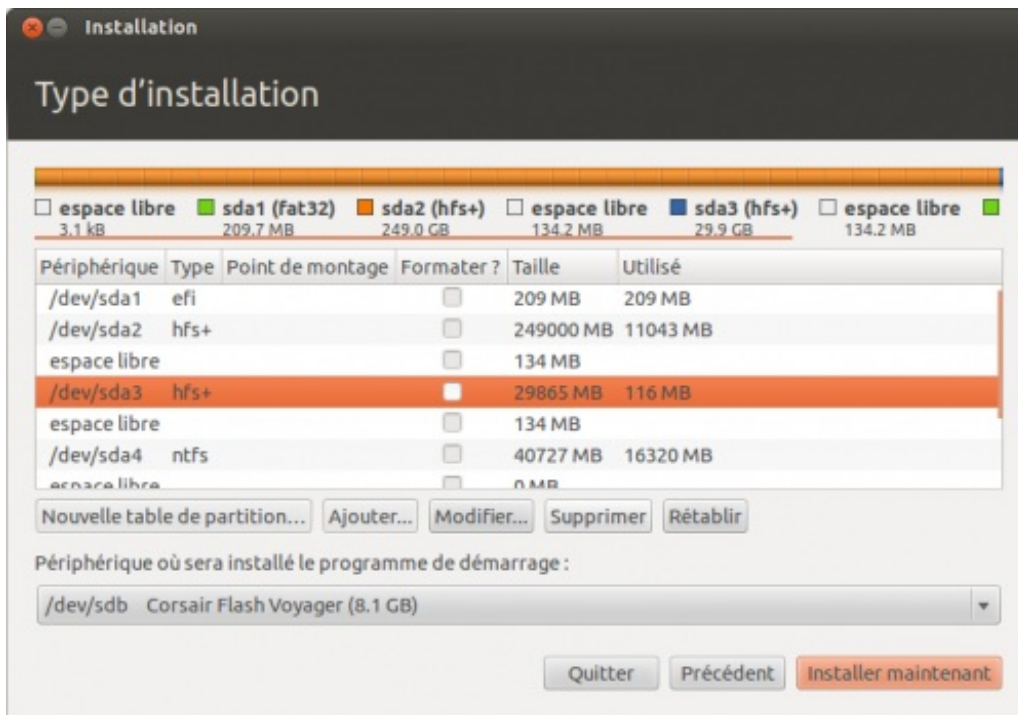 Installation
Type d'installation
espace libre sda1 (fat32) sda2 (hfs+) espace libre sda3 (hfs+) espace libre
3.1 kB 209.7 MB 249.0 GB 134.2 MB 29.9 GB 134.2 MB
Périphérique Type Point de montage Formater ? Taille Utilisé
/dev/sda1 efi 209 MB 209 MB
/dev/sda2 hfs+ 249000 MB 11043 MB
espace libre 134 MB
/dev/sda3 hfs+ 29865 MB 116 MB
espace libre 134 MB
/dev/sda4 ntfs 40727 MB 16320 MB
espace libre 0 MB
Nouvelle table de partition... Ajouter... Modifier... Supprimer Rétablir
Périphérique où sera installé le programme de démarrage :
/dev/sdb Corsair Flash Voyager (8.1 GB)
Quitter Précédent Installer maintenant